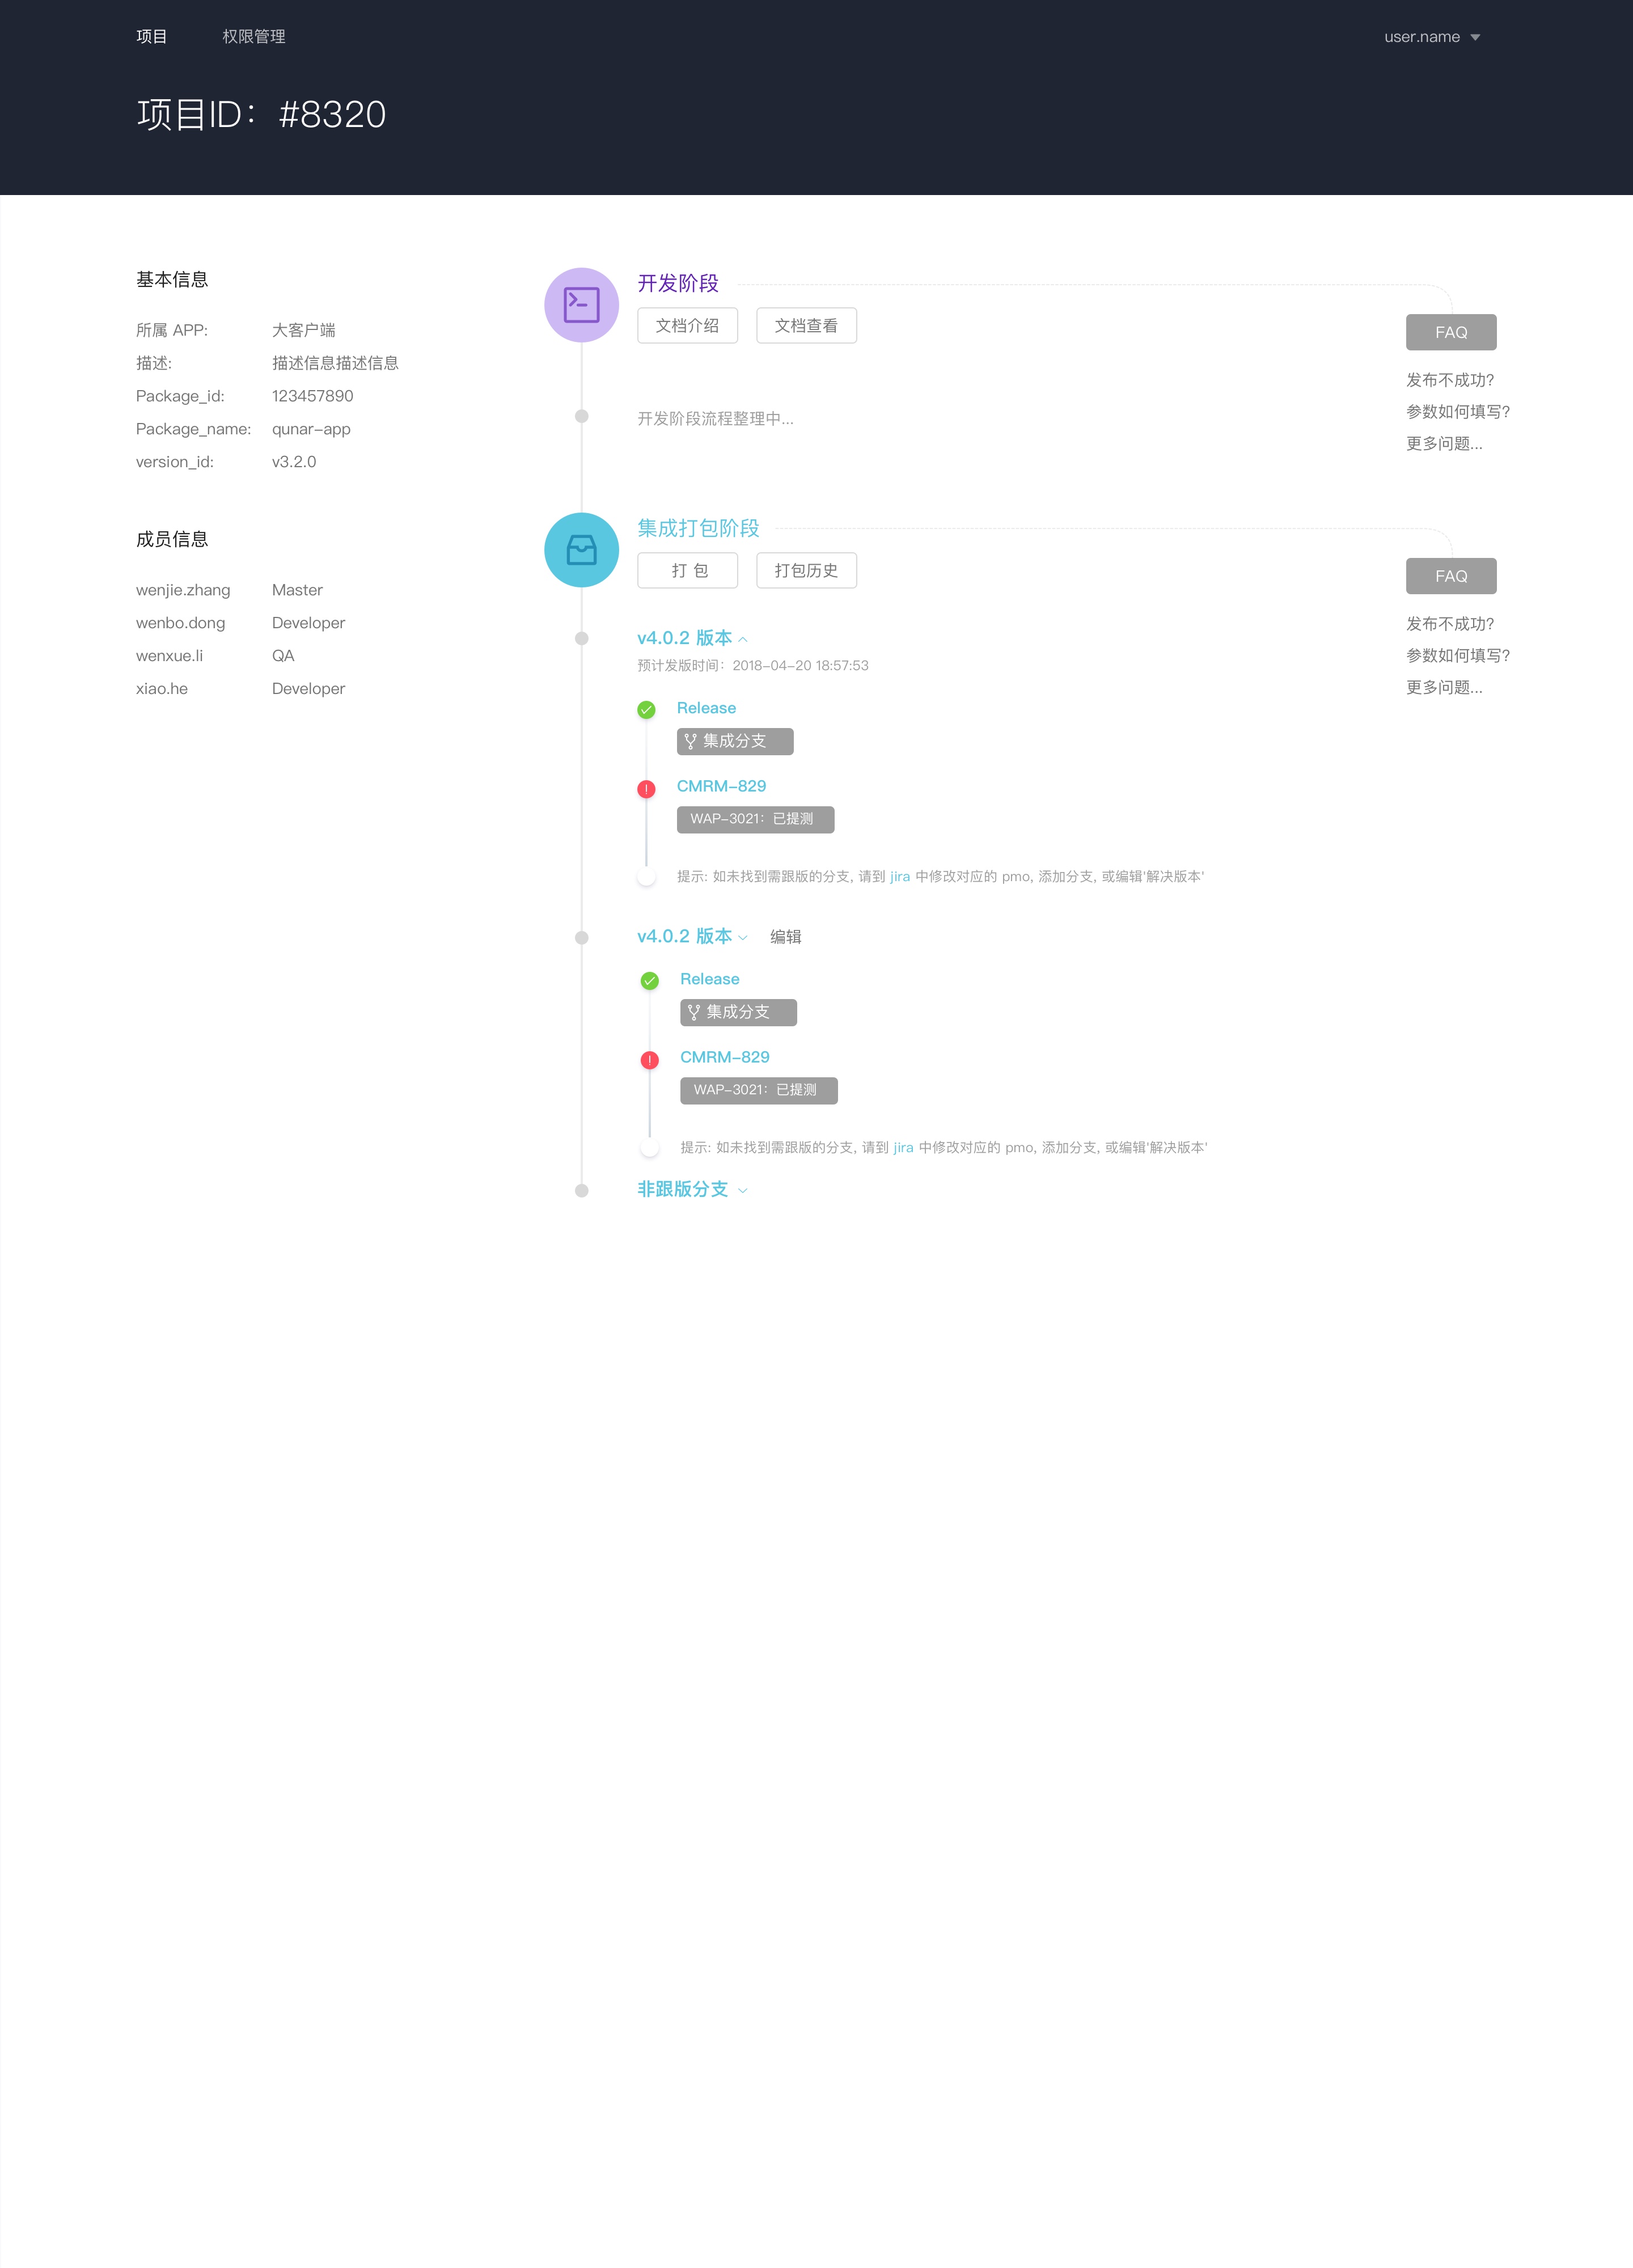 项目 权限管理 user.name
项目ID：#8320
基本信息
所属 APP: 大客户端
描述: 描述信息描述信息
Package_id: 123457890
Package_name: qunar-app
version_id: v3.2.0
成员信息
wenjie.zhang Master
wenbo.dong Developer
wenxue.li QA
xiao.he Developer
开发阶段
文档介绍 文档查看
开发阶段流程整理中...
FAQ
发布不成功?
参数如何填写?
更多问题...
集成打包阶段
打 包 打包历史
FAQ
发布不成功?
参数如何填写?
更多问题...
v4.0.2 版本
预计发版时间：2018-04-20 18:57:53
Release
集成分支
CMRM-829
WAP-3021：已提测
提示: 如未找到需跟版的分支, 请到 jira 中修改对应的 pmo, 添加分支, 或编辑'解决版本'
v4.0.2 版本 编辑
Release
集成分支
CMRM-829
WAP-3021：已提测
提示: 如未找到需跟版的分支, 请到 jira 中修改对应的 pmo, 添加分支, 或编辑'解决版本'
非跟版分支